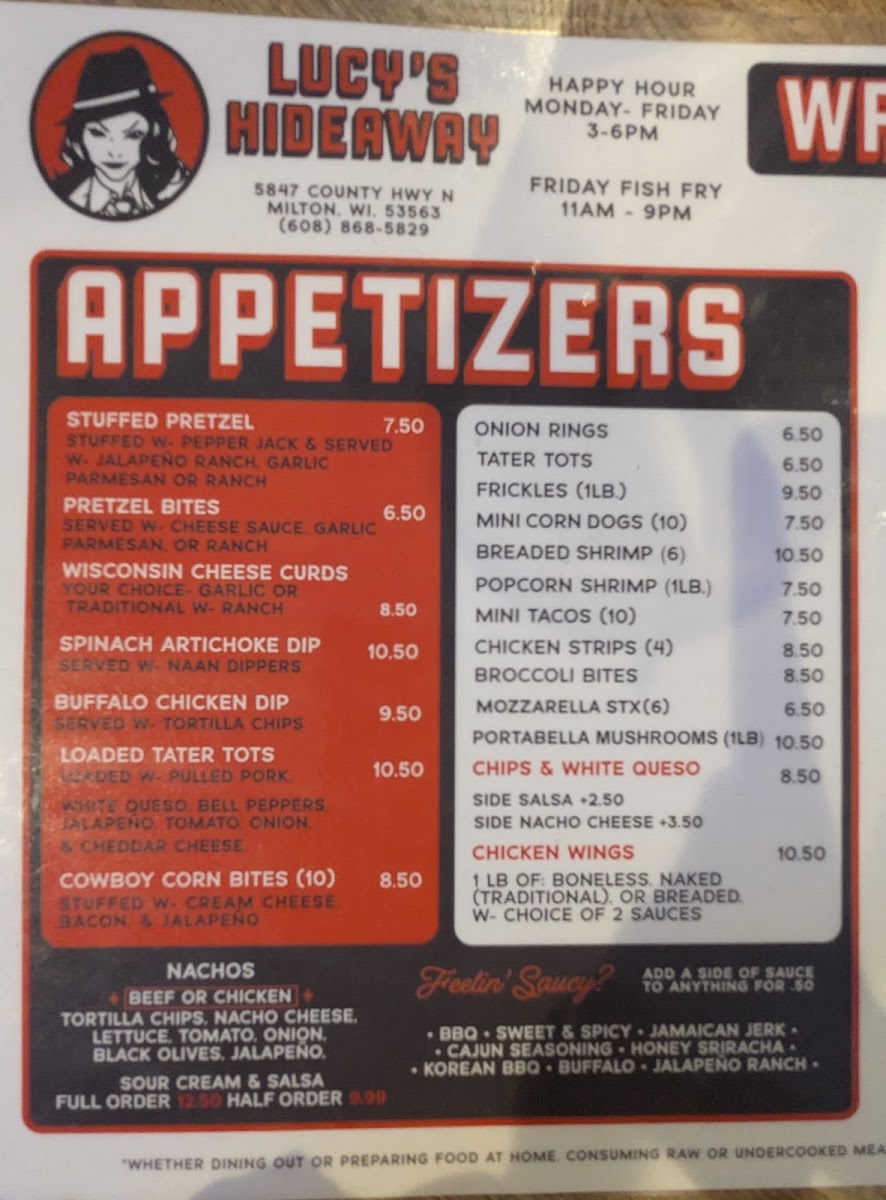 LUCY'S
HIDEAWAY
5847 COUNTY HWY N
MILTON, WI. 53563
(608) 868-5829
HAPPY HOUR
MONDAY- FRIDAY
3-6PM
FRIDAY FISH FRY
11AM - 9PM
APPETIZERS
STUFFED PRETZEL 7.50
STUFFED W- PEPPER JACK & SERVED
W- JALAPEÑO RANCH, GARLIC
PARMESAN OR RANCH
PRETZEL BITES 6.50
SERVED W- CHEESE SAUCE, GARLIC
PARMESAN, OR RANCH
WISCONSIN CHEESE CURDS
YOUR CHOICE- GARLIC OR
TRADITIONAL W- RANCH 8.50
SPINACH ARTICHOKE DIP 10.50
SERVED W- NAAN DIPPERS
BUFFALO CHICKEN DIP 9.50
SERVED W- TORTILLA CHIPS
LOADED TATER TOTS 10.50
LOADED W- PULLED PORK,
WHITE QUESO, BELL PEPPERS,
JALAPEÑO, TOMATO, ONION,
& CHEDDAR CHEESE
COWBOY CORN BITES (10) 8.50
STUFFED W- CREAM CHEESE,
BACON, & JALAPEÑO
ONION RINGS 6.50
TATER TOTS 6.50
FRICKLES (1LB.) 9.50
MINI CORN DOGS (10) 7.50
BREADED SHRIMP (6) 10.50
POPCORN SHRIMP (1LB.) 7.50
MINI TACOS (10) 7.50
CHICKEN STRIPS (4) 8.50
BROCCOLI BITES 8.50
MOZZARELLA STX(6) 6.50
PORTABELLA MUSHROOMS (1LB) 10.50
CHIPS & WHITE QUESO 8.50
SIDE SALSA +2.50
SIDE NACHO CHEESE +3.50
CHICKEN WINGS 10.50
1 LB OF: BONELESS, NAKED
(TRADITIONAL), OR BREADED.
W- CHOICE OF 2 SAUCES
NACHOS
+ BEEF OR CHICKEN +
TORTILLA CHIPS, NACHO CHEESE,
LETTUCE, TOMATO, ONION,
BLACK OLIVES, JALAPEÑO,
SOUR CREAM & SALSA
FULL ORDER 12.50 HALF ORDER 9.99
Feelin' Saucy?
ADD A SIDE OF SAUCE
TO ANYTHING FOR .50
• BBQ • SWEET & SPICY • JAMAICAN JERK •
• CAJUN SEASONING • HONEY SRIRACHA •
• KOREAN BBQ • BUFFALO • JALAPEÑO RANCH •
*WHETHER DINING OUT OR PREPARING FOOD AT HOME, CONSUMING RAW OR UNDERCOOKED